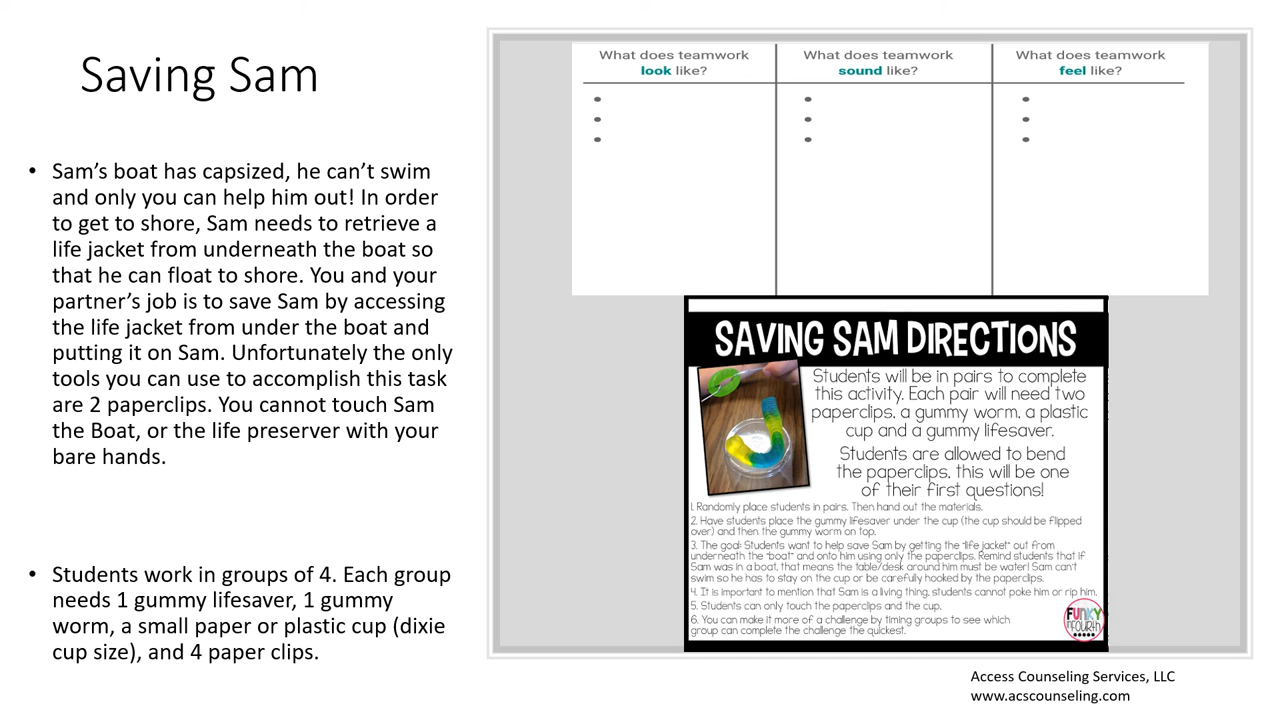 Saving Sam
• Sam’s boat has capsized, he can’t swim
and only you can help him out! In order
to get to shore, Sam needs to retrieve a
life jacket from underneath the boat so
that he can float to shore. You and your
partner’s job is to save Sam by accessing
the life jacket from under the boat and
putting it on Sam. Unfortunately the only
tools you can use to accomplish this task
are 2 paperclips. You cannot touch Sam
the Boat, or the life preserver with your
bare hands.
• Students work in groups of 4. Each group
needs 1 gummy lifesaver, 1 gummy
worm, a small paper or plastic cup (dixie
cup size), and 4 paper clips.
What does teamwork
look like?
What does teamwork
sound like?
What does teamwork
feel like?
SAVING SAM DIRECTIONS
Students will be in pairs to complete
this activity. Each pair will need two
paperclips, a gummy worm, a plastic
cup and a gummy lifesaver.
Students are allowed to bend
the paperclips, this will be one
of their first questions!
1. Randomly place students in pairs. Then hand out the materials.
2. Have students place the gummy lifesaver under the cup (the cup should be flipped
over) and then the gummy worm on top.
3. The goal: Students want to help save Sam by getting the "life jacket" out from
underneath the "boat" and onto him using only the paperclips. Remind students that if
Sam was in a boat, that means the table/desk around him must be water! Sam can't
swim so he has to stay on the cup or be carefully hooked by the paperclips.
4. It is important to mention that Sam is a living thing, students cannot poke him or rip him.
5. Students can only touch the paperclips and the cup.
6. You can make it more of a challenge by timing groups to see which
group can complete the challenge the quickest.
FUNKY
IN FOURTH
Access Counseling Services, LLC
www.acscounseling.com